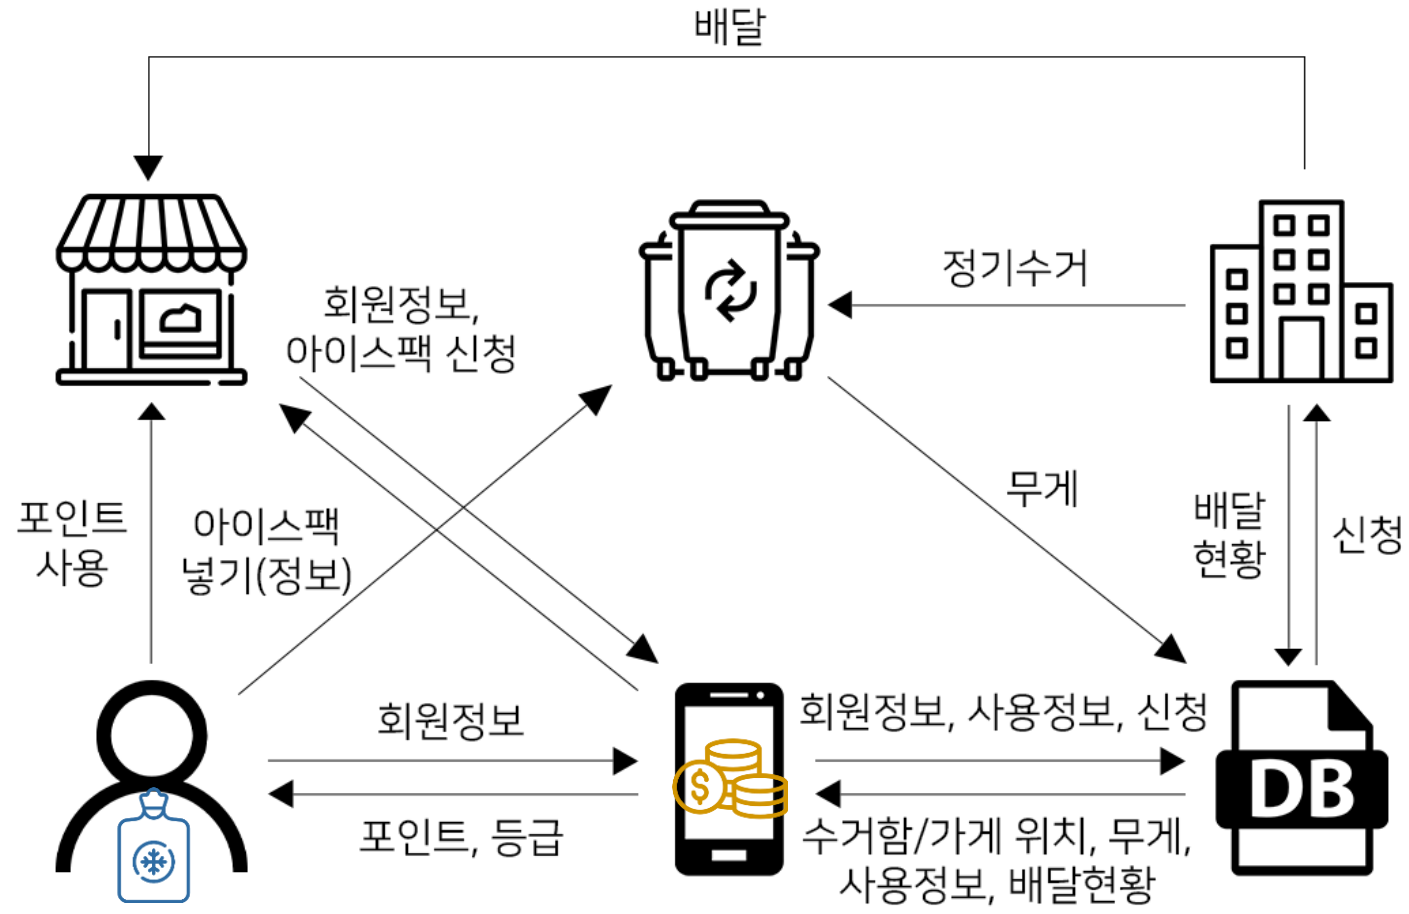 배달
정기수거
회원정보,
아이스팩 신청
무게
포인트
사용
아이스팩
넣기(정보)
배달
현황
신청
회원정보
포인트, 등급
$
회원정보, 사용정보, 신청
수거함/가게 위치, 무게,
사용정보, 배달현황
DB